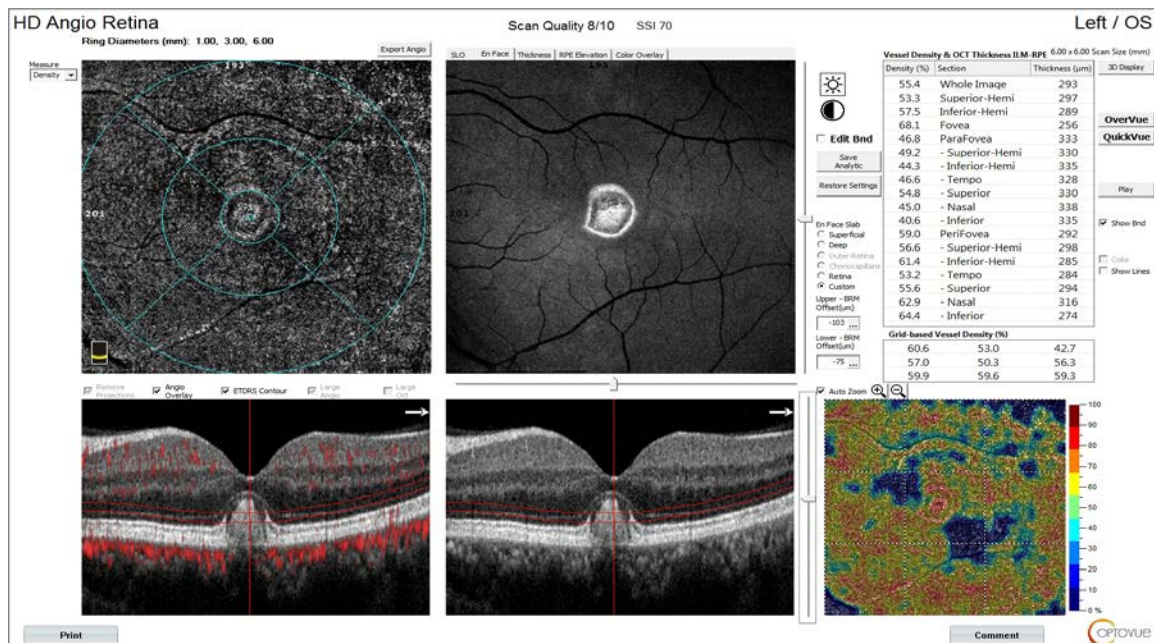 HD Angio Retina
Scan Quality 8/10 SSI 70
Left / OS
Ring Diameters (mm): 1.00, 3.00, 6.00
Export Angio
Measure
Density
193
201
SLO En Face Thickness RPE Elevation Color Overlay
193
201
Edit Bnd
Save Analytic
Restore Settings
En Face Slab
Superficial
Deep
Outer Retina
Choriocapillaris
Retina
Custom
Upper - BRM
Offset(um)
-103 ...
Lower - BRM
Offset(um)
-75 ...
Vessel Density & OCT Thickness ILM-RPE 6.00 x 6.00 Scan Size (mm)
Density (%) Section Thickness (µm)
55.4 Whole Image 293
53.3 Superior-Hemi 297
57.5 Inferior-Hemi 289
68.1 Fovea 256
46.8 ParaFovea 333
49.2 - Superior-Hemi 330
44.3 - Inferior-Hemi 335
46.6 - Tempo 328
54.8 - Superior 330
45.0 - Nasal 338
40.6 - Inferior 335
59.0 PeriFovea 292
56.6 - Superior-Hemi 298
61.4 - Inferior-Hemi 285
53.2 - Tempo 284
55.6 - Superior 294
62.9 - Nasal 316
64.4 - Inferior 274
Grid-based Vessel Density (%)
60.6 53.0 42.7
57.0 50.3 56.3
59.9 59.6 59.3
3D Display
OverVue
QuickVue
Play
Show Bnd
Color
Show Lines
Remove Projections
Angio Overlay
ETDRS Contour
Large Angio
Large Oct
Auto Zoom
100
90
80
70
60
50
40
30
20
10
0 %
Print
Comment
OPTOVUE